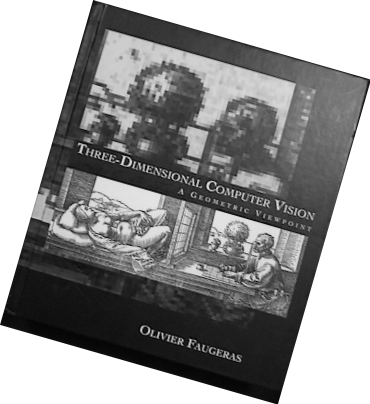 THREE-DIMENSIONAL COMPUTER VISION
A GEOMETRIC VIEWPOINT
OLIVIER FAUGERAS